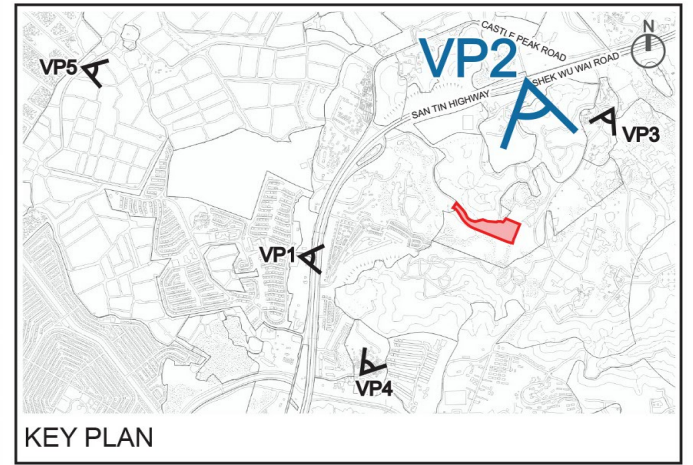 N
CASTLE PEAK ROAD
VP5
VP2
SHEK WU WAI ROAD
SAN TIN HIGHWAY
VP3
VP1
VP4
KEY PLAN